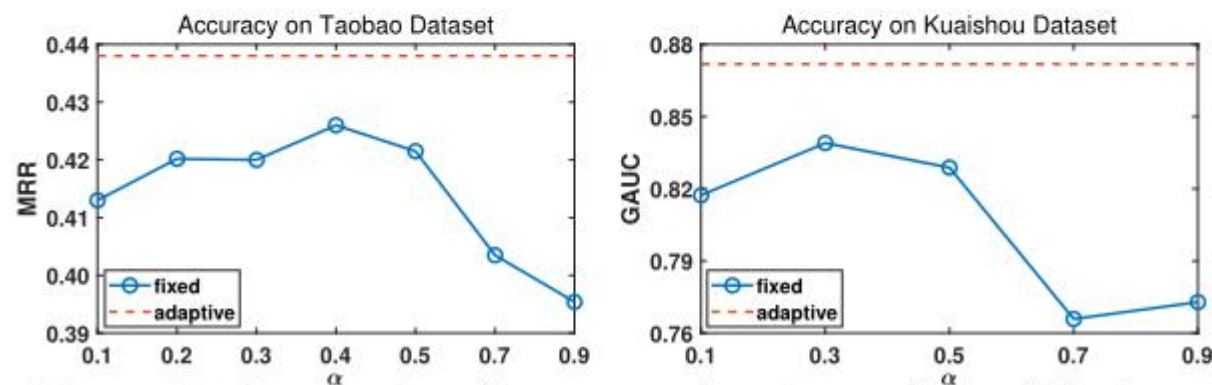 Accuracy on Taobao Dataset
MRR
0.44
0.43
0.42
0.41
0.40
0.39
fixed
adaptive
0.1 0.2 0.3 0.4 0.5 0.7 0.9
α
Accuracy on Kuaishou Dataset
GAUC
0.88
0.85
0.82
0.79
0.76
fixed
adaptive
0.1 0.3 0.5 0.7 0.9
α